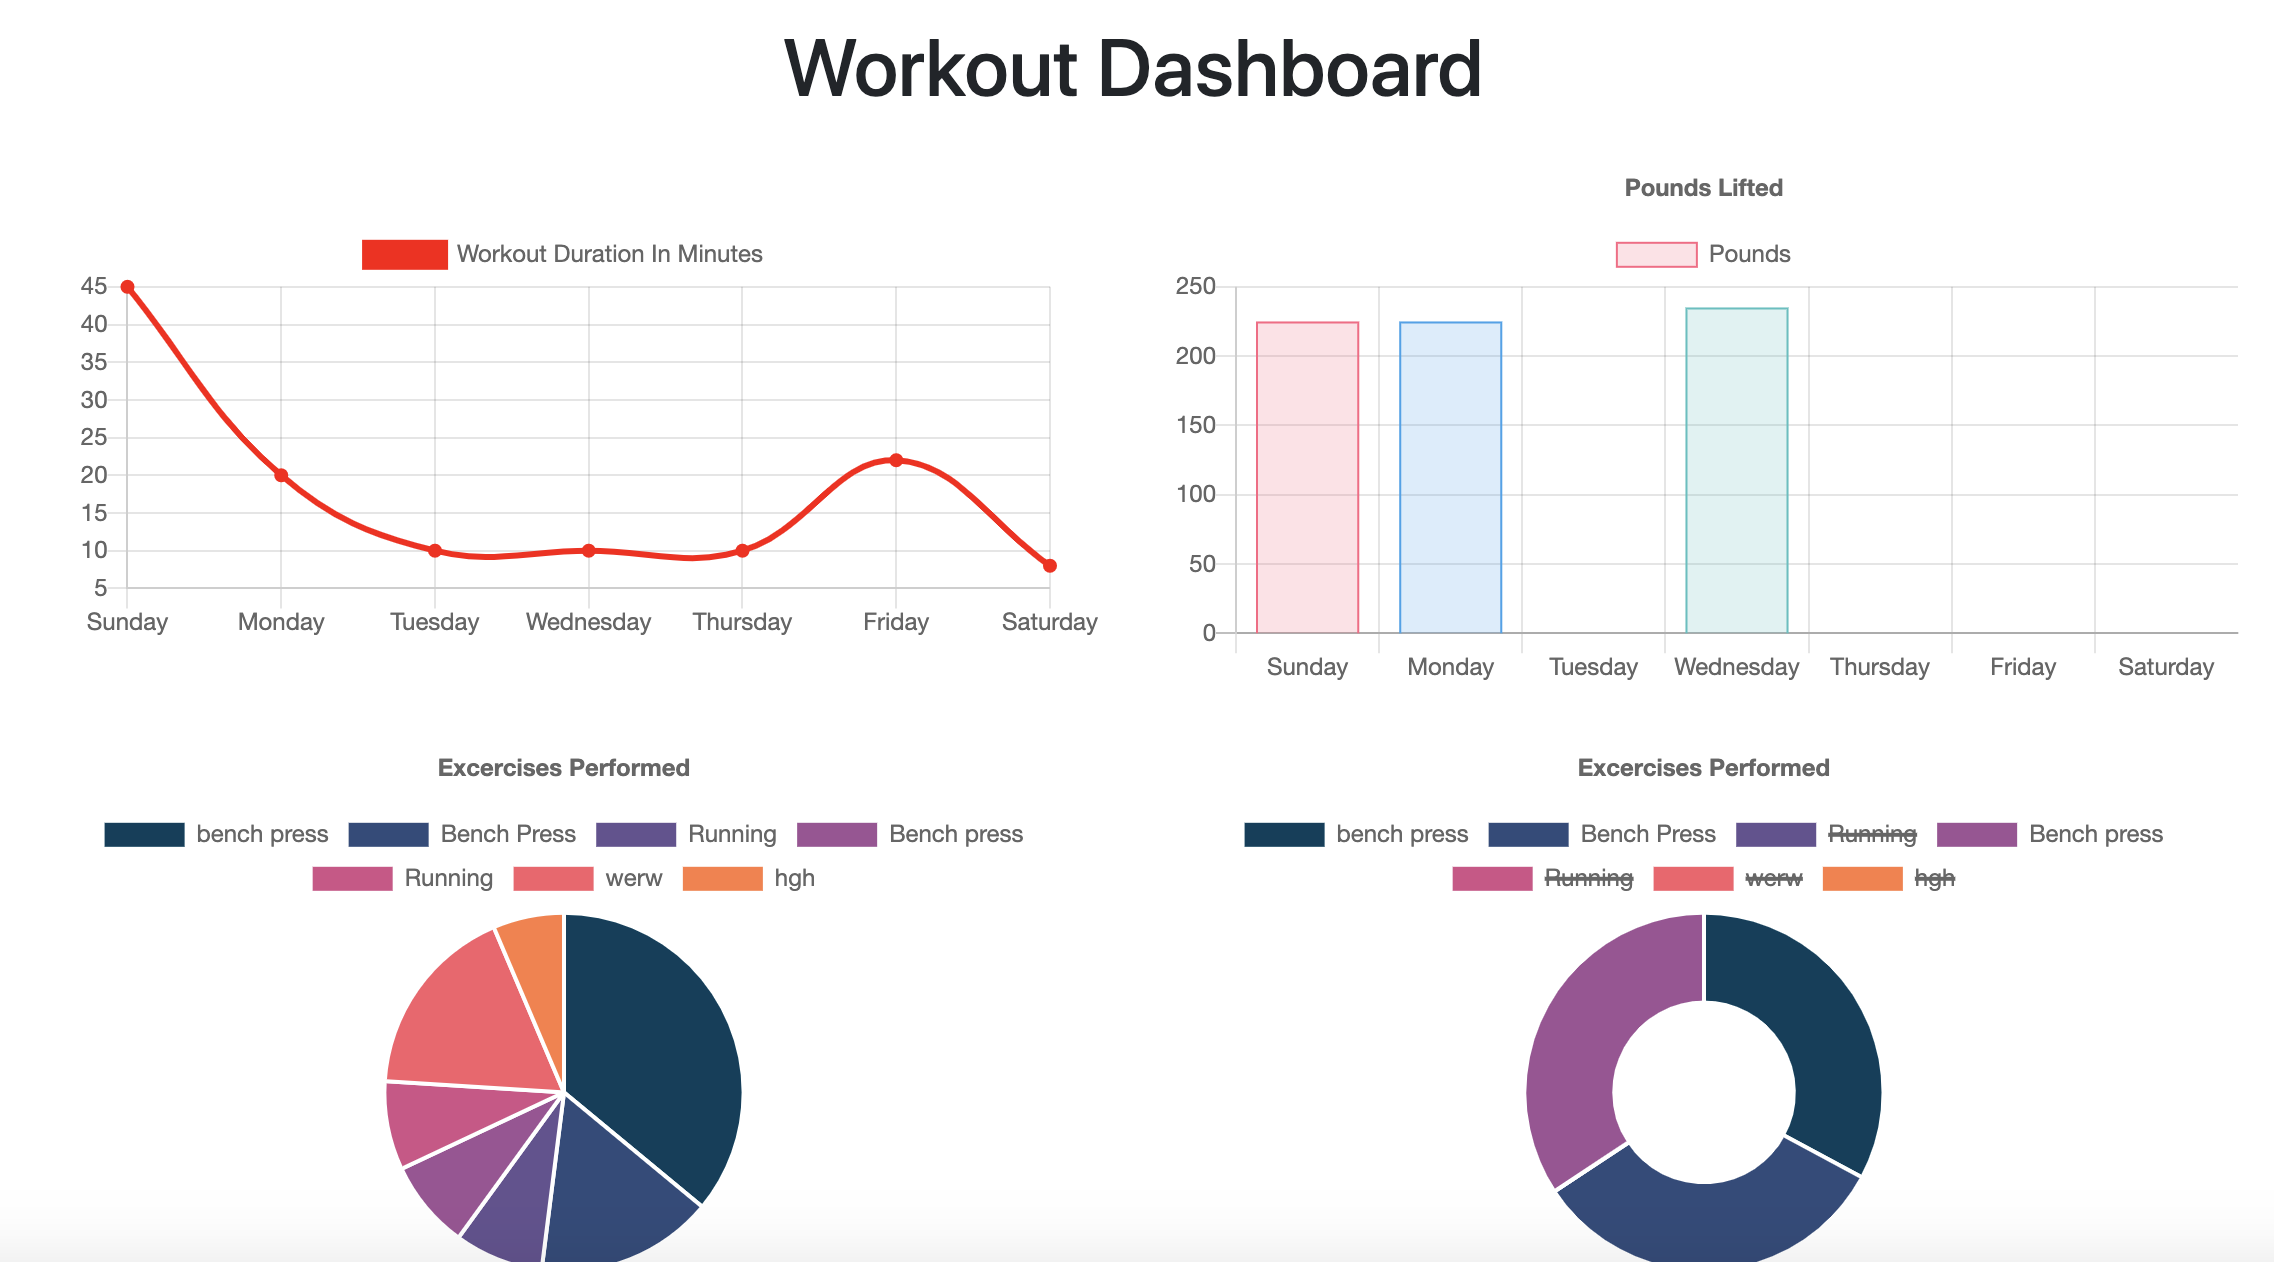 Workout Dashboard
Workout Duration In Minutes
45
40
35
30
25
20
15
10
5
Sunday Monday Tuesday Wednesday Thursday Friday Saturday
Pounds Lifted
Pounds
250
200
150
100
50
0
Sunday Monday Tuesday Wednesday Thursday Friday Saturday
Excercises Performed
bench press Bench Press Running Bench press
Running werw hgh
Excercises Performed
bench press Bench Press Running Bench press
Running werw hgh